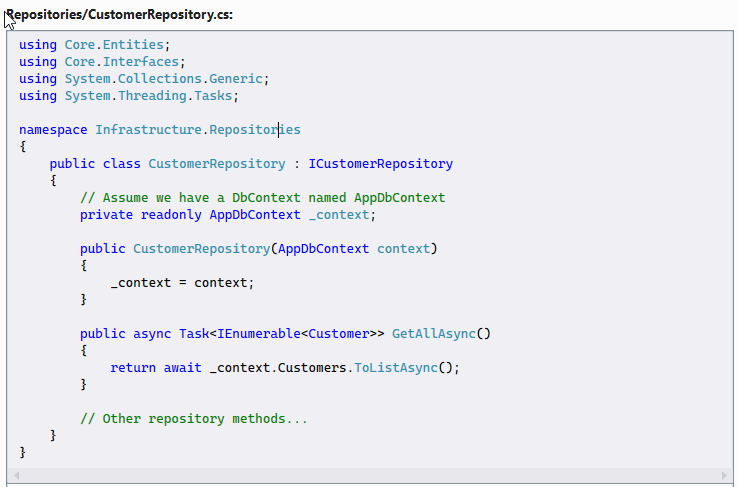 Repositories/CustomerRepository.cs:
using Core.Entities;
using Core.Interfaces;
using System.Collections.Generic;
using System.Threading.Tasks;
namespace Infrastructure.Repositories
{
    public class CustomerRepository : ICustomerRepository
    {
        // Assume we have a DbContext named AppDbContext
        private readonly AppDbContext _context;
        public CustomerRepository(AppDbContext context)
        {
            _context = context;
        }
        public async Task<IEnumerable<Customer>> GetAllAsync()
        {
            return await _context.Customers.ToListAsync();
        }
        // Other repository methods...
    }
}